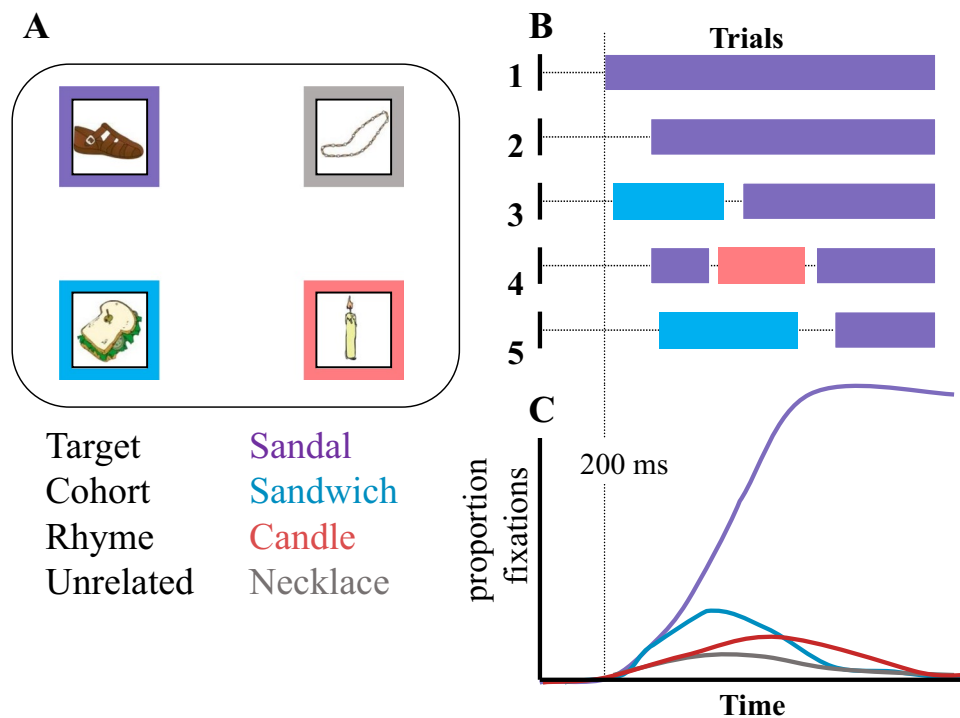 A
Target Sandal
Cohort Sandwich
Rhyme Candle
Unrelated Necklace
B
Trials
1
2
3
4
5
C
200 ms
proportion
fixations
Time